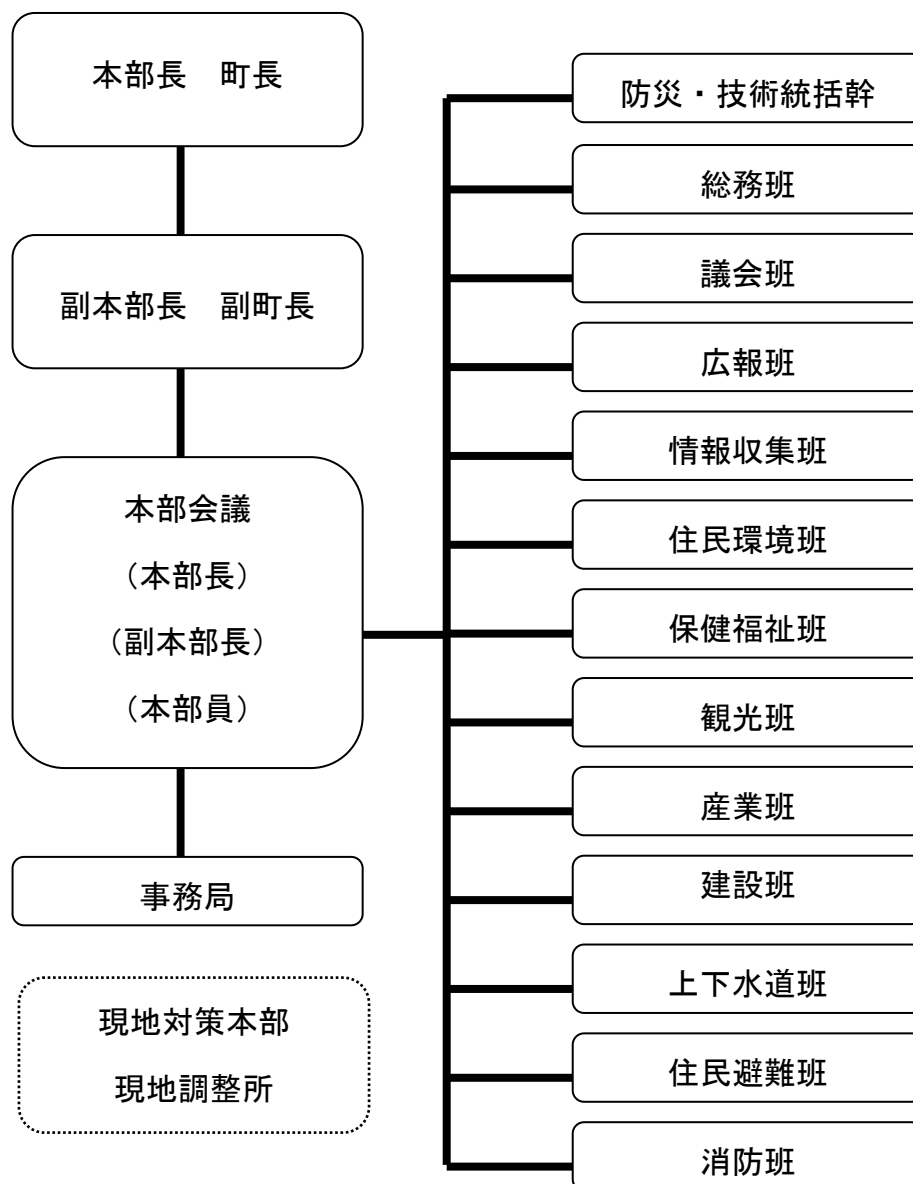 本部長　町長
副本部長　副町長
本部会議
（本部長）
（副本部長）
（本部員）
事務局
現地対策本部
現地調整所
防災・技術統括幹
総務班
議会班
広報班
情報収集班
住民環境班
保健福祉班
観光班
産業班
建設班
上下水道班
住民避難班
消防班